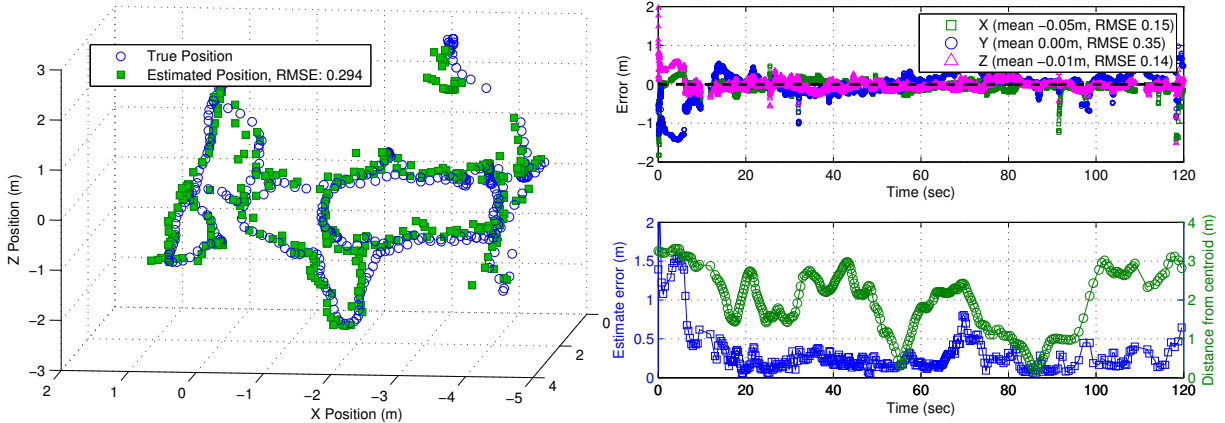 3
2
1
0
−1
−2
−3
Z Position (m)
True Position
Estimated Position, RMSE: 0.294
2
1
0
−1
−2
−3
−4
−5
X Position (m)
0
2
4
2
1
0
−1
−2
Error (m)
X (mean −0.05m, RMSE 0.15)
Y (mean 0.00m, RMSE 0.35)
Z (mean −0.01m, RMSE 0.14)
0 20 40 60 80 100 120
Time (sec)
2
1.5
1
0.5
0
Estimate error (m)
4
3
2
1
0
Distance from centroid (m)
0 20 40 60 80 100 120
Time (sec)